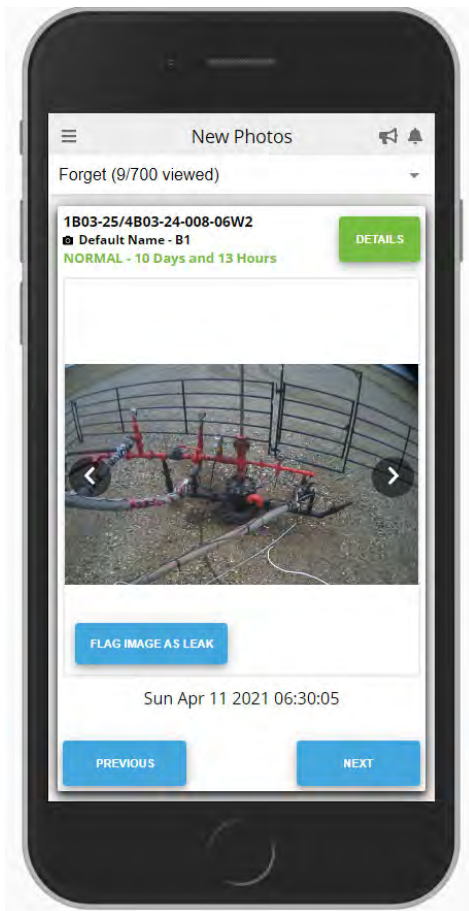 New Photos
Forget (9/700 viewed)
1B03-25/4B03-24-008-06W2
Default Name - B1
DETAILS
NORMAL - 10 Days and 13 Hours
FLAG IMAGE AS LEAK
Sun Apr 11 2021 06:30:05
PREVIOUS
NEXT